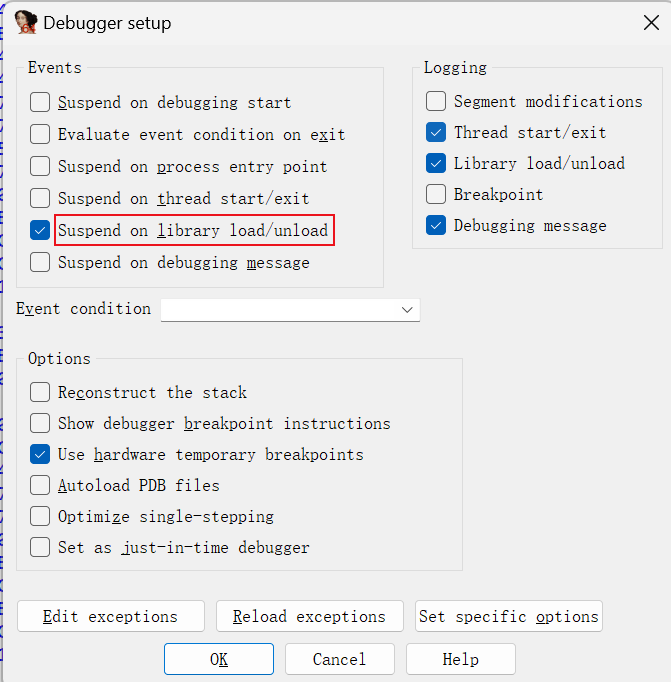 Debugger setup
Events
Suspend on debugging start
Evaluate event condition on exit
Suspend on process entry point
Suspend on thread start/exit
Suspend on library load/unload
Suspend on debugging message
Logging
Segment modifications
Thread start/exit
Library load/unload
Breakpoint
Debugging message
Event condition
Options
Reconstruct the stack
Show debugger breakpoint instructions
Use hardware temporary breakpoints
Autoload PDB files
Optimize single-stepping
Set as just-in-time debugger
Edit exceptions
Reload exceptions
Set specific options
OK
Cancel
Help